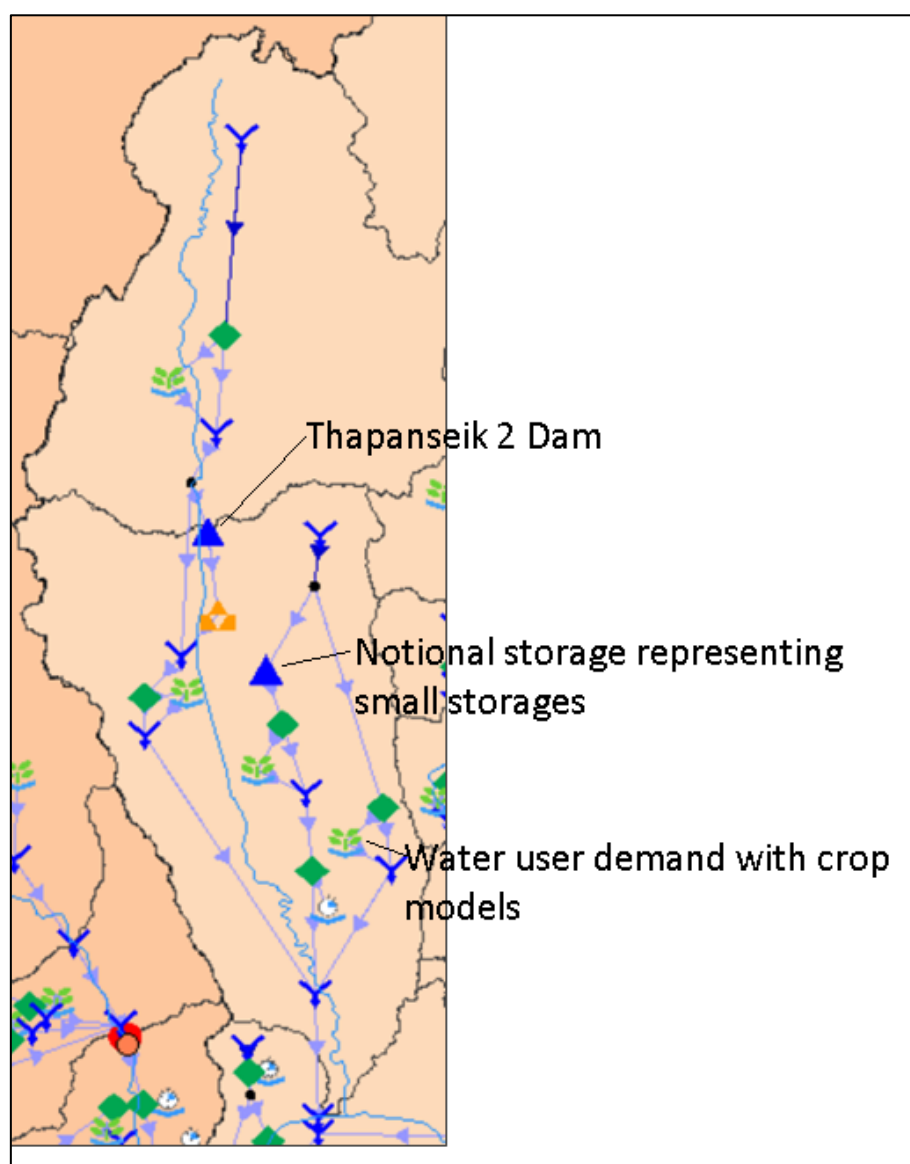 Thapanseik 2 Dam
Notional storage representing
small storages
Water user demand with crop
models